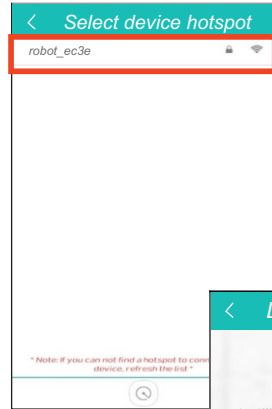 Select device hotspot
robot_ec3e
* Note: If you can not find a hotspot to conn
device, refresh the list *